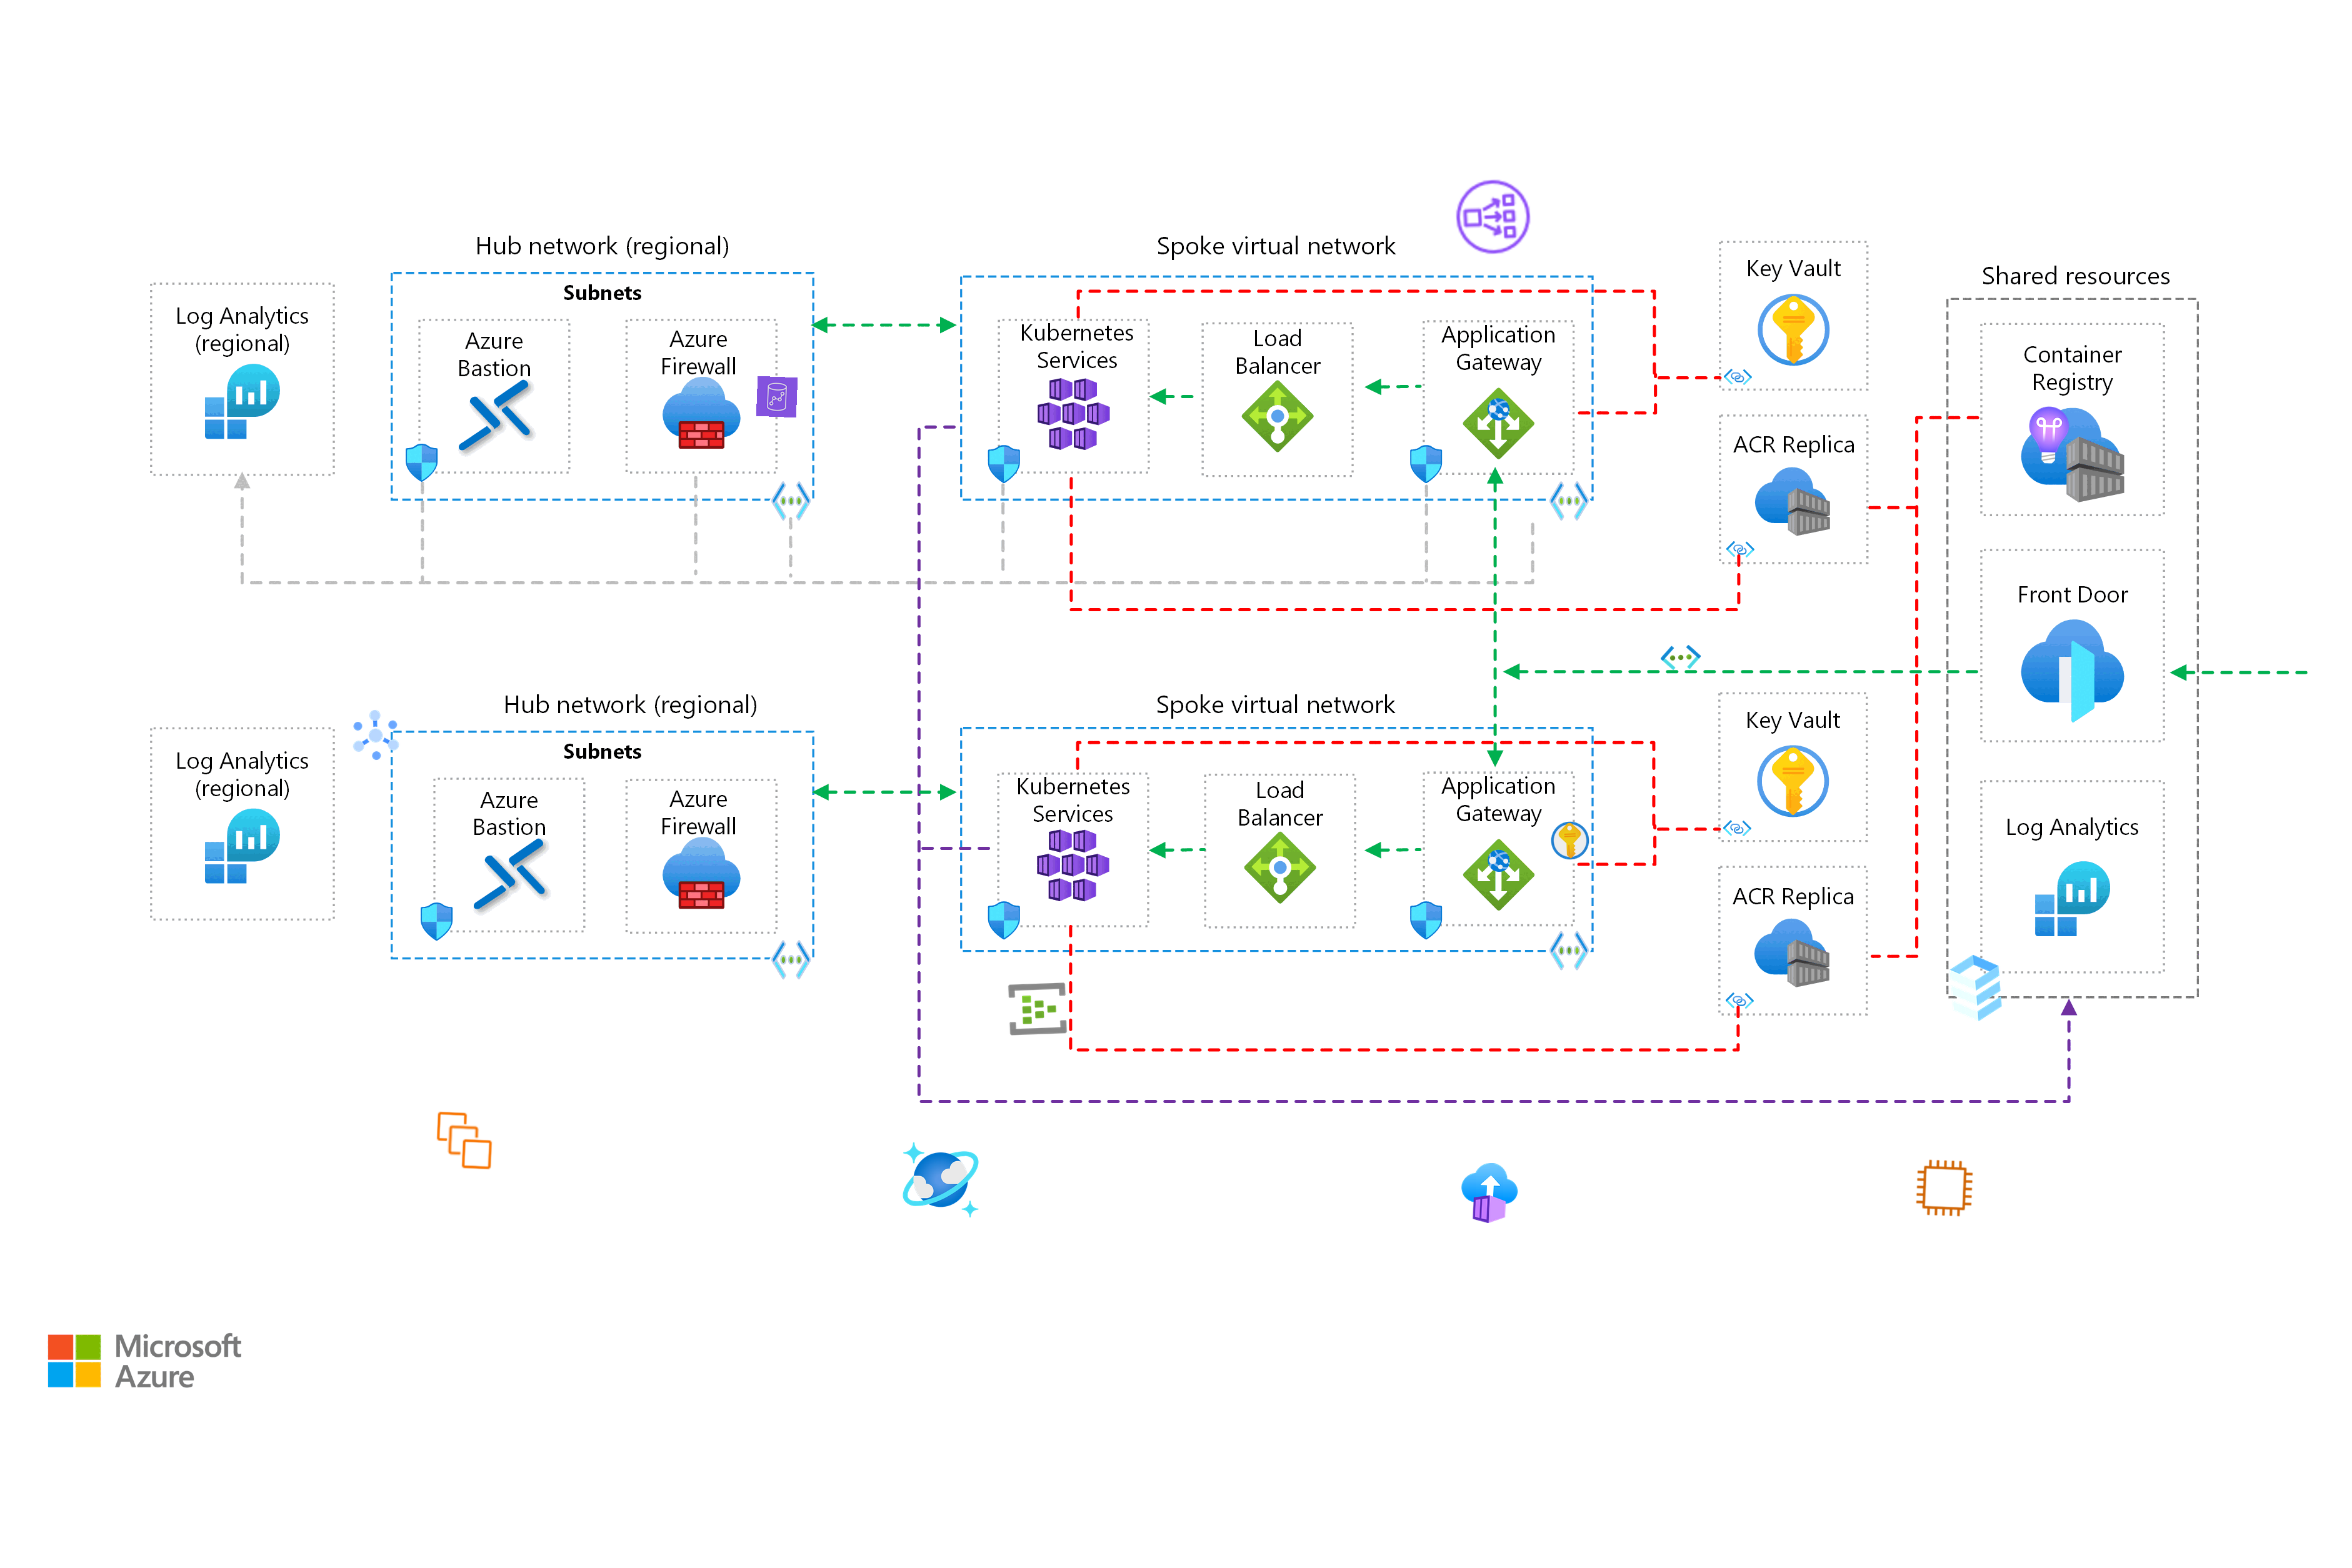 Hub network (regional)
Spoke virtual network
Subnets
Log Analytics
(regional)
Azure
Bastion
Azure
Firewall
Kubernetes
Services
Load
Balancer
Application
Gateway
Key Vault
ACR Replica
Shared resources
Container
Registry
Front Door
Log Analytics
Hub network (regional)
Spoke virtual network
Subnets
Log Analytics
(regional)
Azure
Bastion
Azure
Firewall
Kubernetes
Services
Load
Balancer
Application
Gateway
Key Vault
ACR Replica
Microsoft
Azure